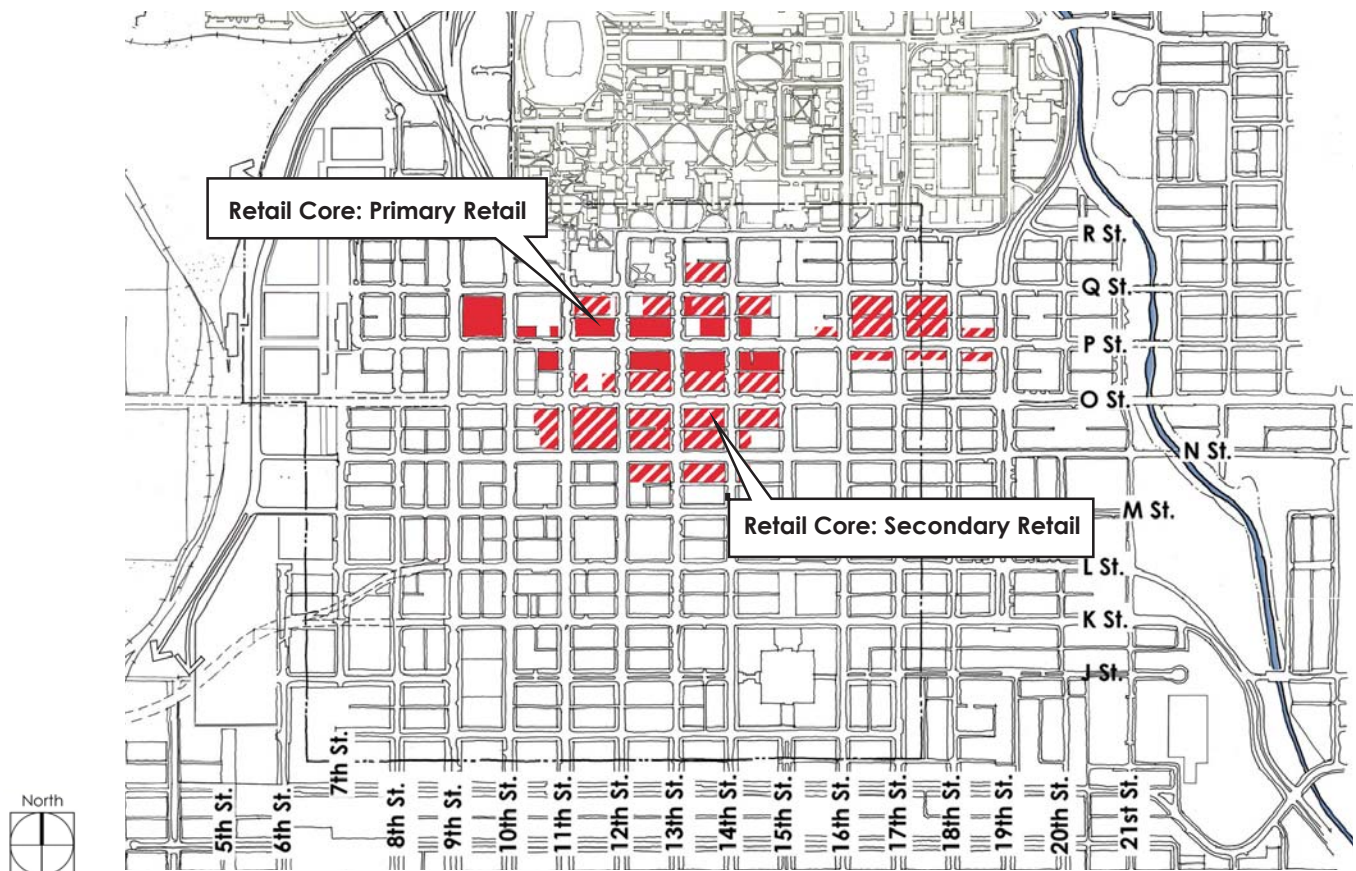 Retail Core: Primary Retail
R St.
Q St.
P St.
O St.
N St.
Retail Core: Secondary Retail
M St.
L St.
K St.
J St.
North
5th St.
6th St.
7th St.
8th St.
9th St.
10th St.
11th St.
12th St.
13th St.
14th St.
15th St.
16th St.
17th St.
18th St.
19th St.
20th St.
21st St.